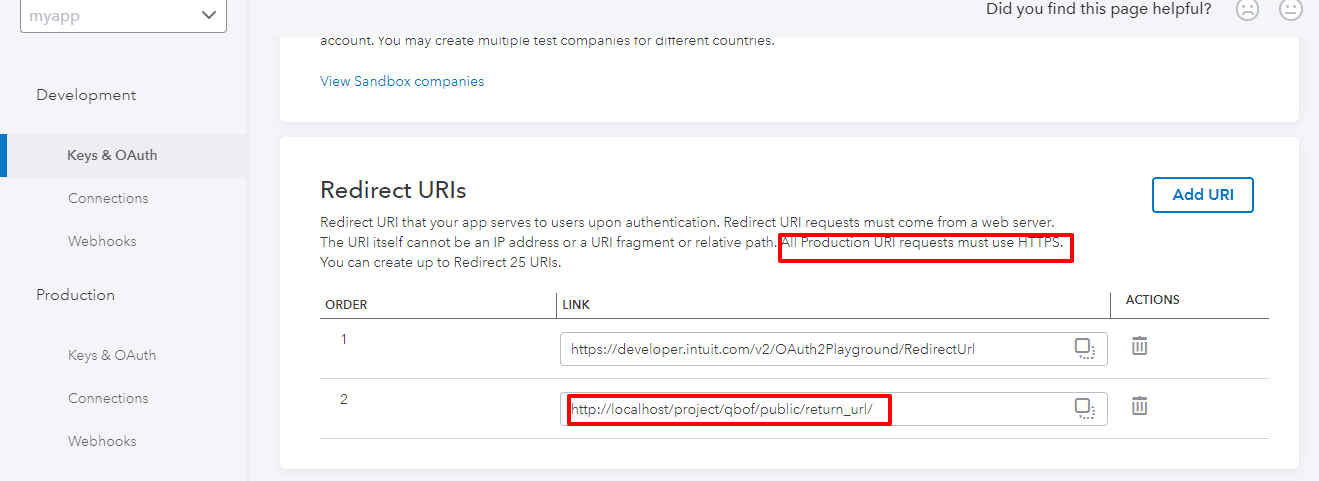 myapp
Did you find this page helpful?
account. You may create multiple test companies for different countries.
View Sandbox companies
Development
Keys & OAuth
Connections
Webhooks
Production
Keys & OAuth
Connections
Webhooks
Redirect URIs
Add URI
Redirect URI that your app serves to users upon authentication. Redirect URI requests must come from a web server.
The URI itself cannot be an IP address or a URI fragment or relative path. All Production URI requests must use HTTPS.
You can create up to Redirect 25 URIs.
ORDER LINK ACTIONS
1 https://developer.intuit.com/v2/OAuth2Playground/RedirectUrl
2 http://localhost/project/qbof/public/return_url/